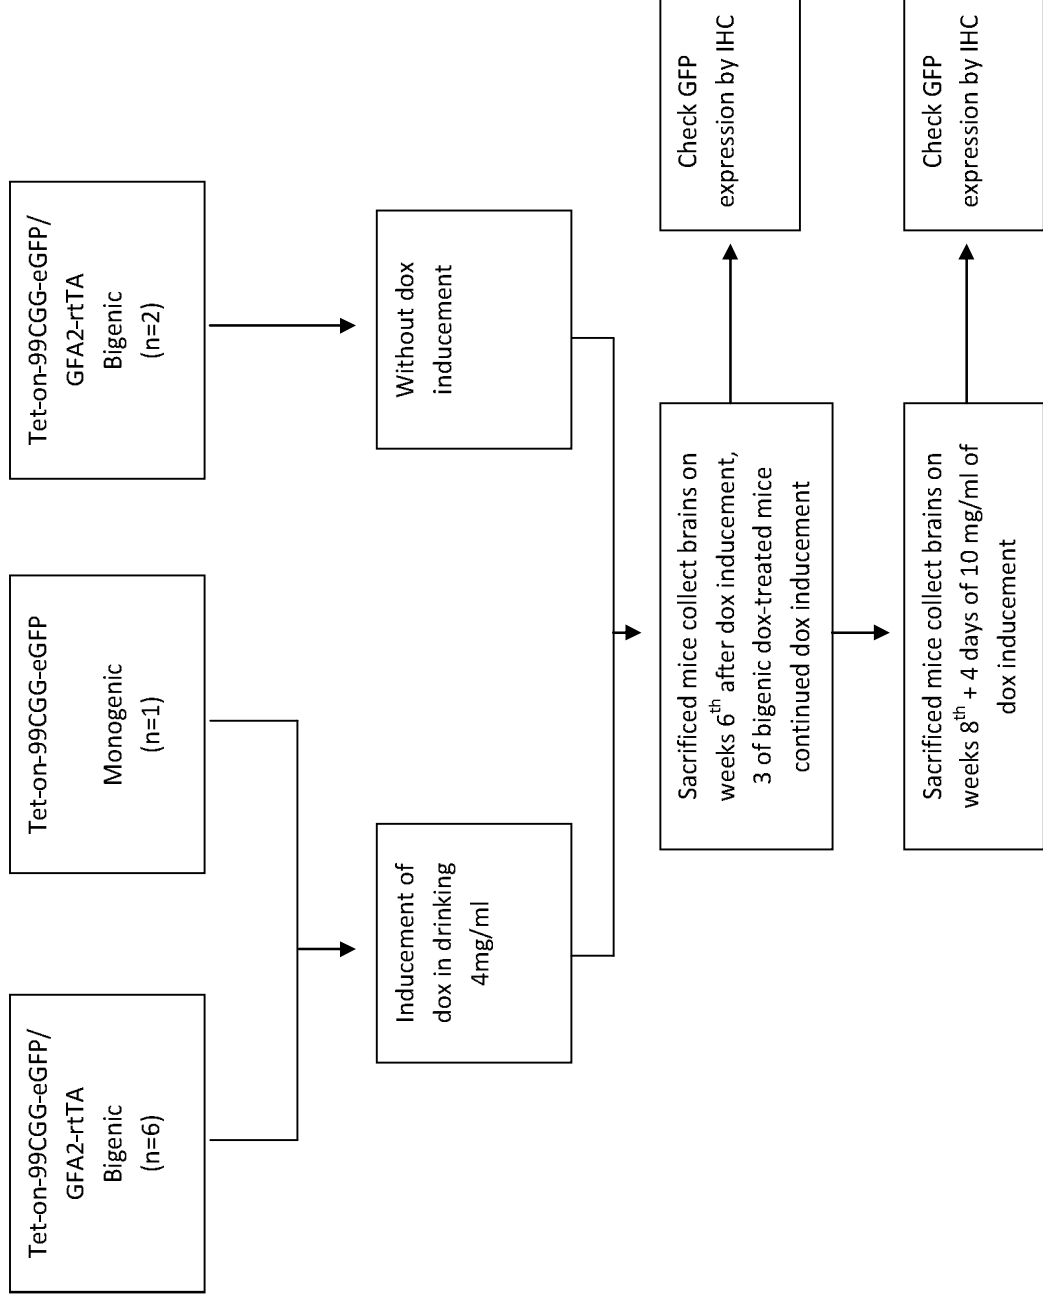 Tet-on-99CGG-eGFP/
GFA2-rtTA
Bigenic
(n=6)
Tet-on-99CGG-eGFP
Monogenic
(n=1)
Tet-on-99CGG-eGFP/
GFA2-rtTA
Bigenic
(n=2)
Inducement of
dox in drinking
4mg/ml
Without dox
inducement
Sacrificed mice collect brains on
weeks 6th after dox inducement,
3 of bigenic dox-treated mice
continued dox inducement
Check GFP
expression by IHC
Sacrificed mice collect brains on
weeks 8th + 4 days of 10 mg/ml of
dox inducement
Check GFP
expression by IHC